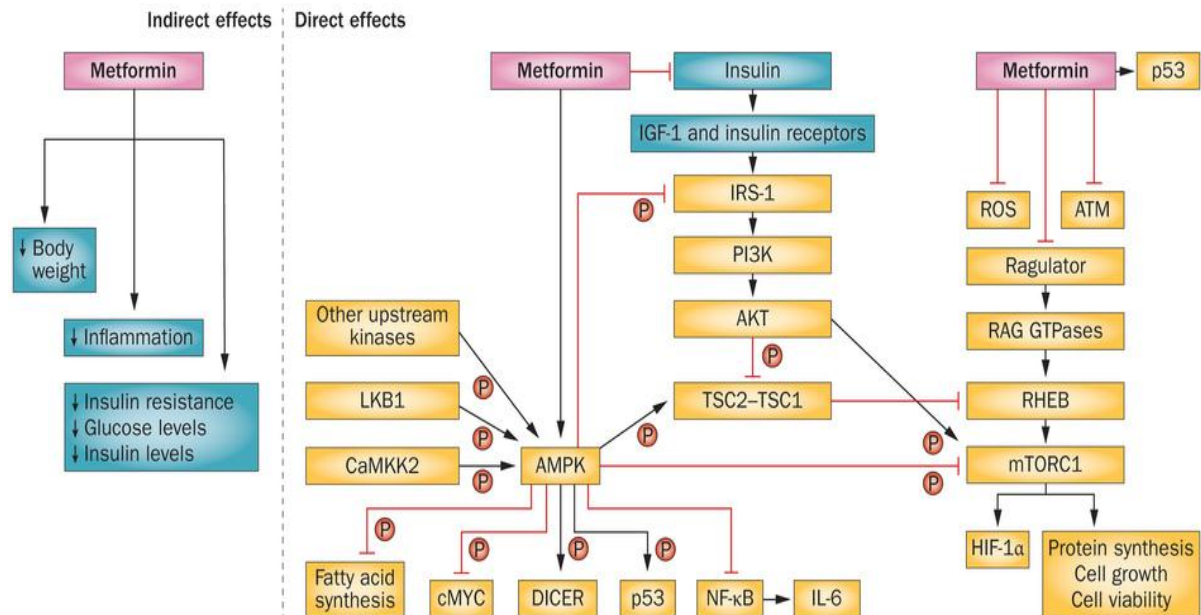 Indirect effects
Direct effects
Metformin
↓ Body
weight
↓ Inflammation
↓ Insulin resistance
↓ Glucose levels
↓ Insulin levels
Metformin
Insulin
IGF-1 and insulin receptors
IRS-1
P
PI3K
AKT
P
TSC2–TSC1
Other upstream
kinases
P
LKB1
P
CaMKK2
P
AMPK
P
P
P
Fatty acid
synthesis
P
cMYC
P
DICER
P
p53
NF-κB
IL-6
Metformin
p53
ROS
ATM
Ragulator
RAG GTPases
RHEB
P
mTORC1
HIF-1α
Protein synthesis
Cell growth
Cell viability